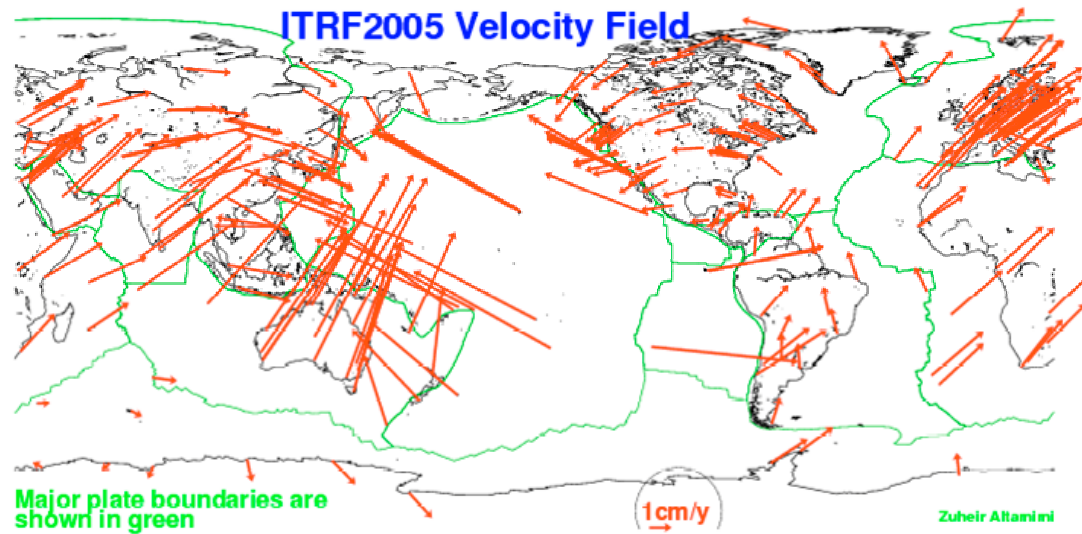 ITRF2005 Velocity Field
Major plate boundaries are
shown in green
1cm/y
Zuheir Altamimi